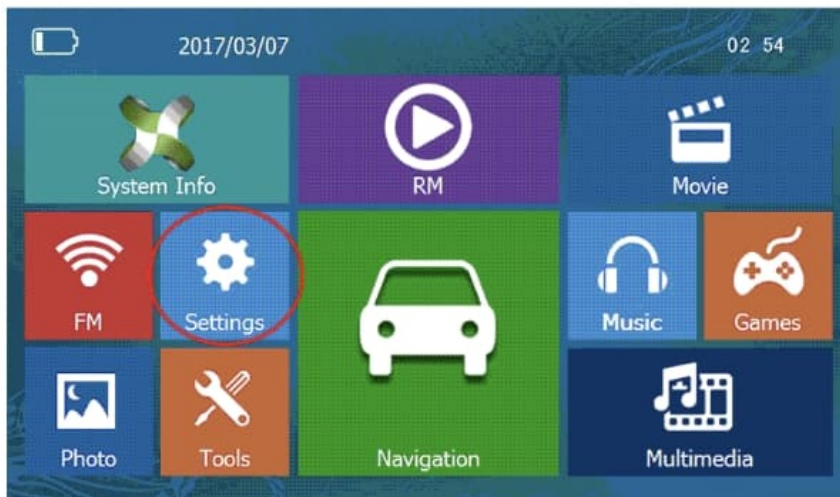 2017/03/07 02 54
System Info
RM
Movie
FM
Settings
Navigation
Music
Games
Photo
Tools
Multimedia